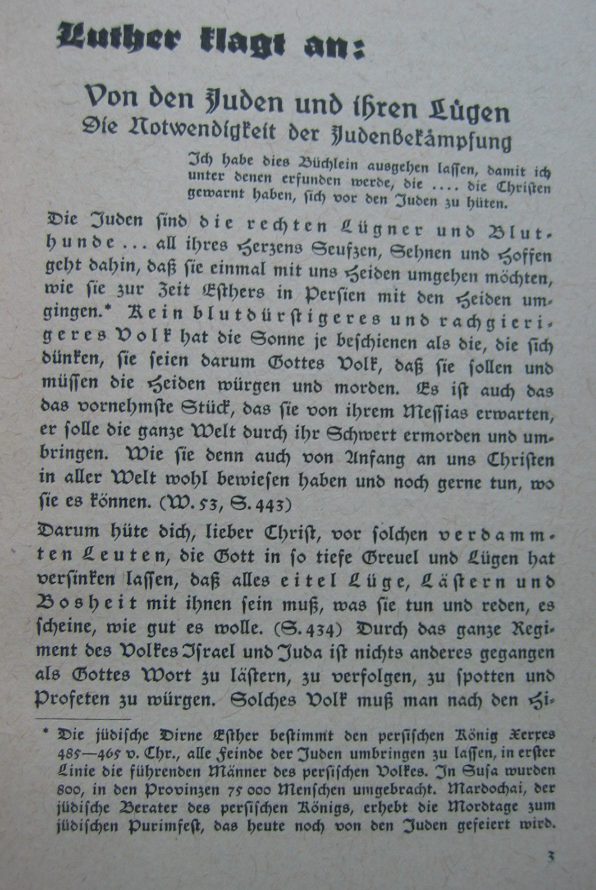 Luther klagt an:
Von den Juden und ihren Lügen
Die Notwendigkeit der Judenbekämpfung
Ich habe dies Büchlein ausgehen lassen, damit ich
unter denen erfunden werde, die .... die Christen
gewarnt haben, sich vor den Juden zu hüten.
Die Juden sind die rechten Lügner und Blut-
hunde ... all ihres Herzens Seufzen, Sehnen und Hoffen
geht dahin, daß sie einmal mit uns Heiden umgehen möchten,
wie sie zur Zeit Esthers in Persien mit den Heiden um-
gingen.* Kein blutdürstigeres und rachgieri-
geres Volk hat die Sonne je beschienen als die, die sich
dünken, sie seien darum Gottes Volk, daß sie sollen und
müssen die Heiden würgen und morden. Es ist auch das
das vornehmste Stück, das sie von ihrem Messias erwarten,
er solle die ganze Welt durch ihr Schwert ermorden und um-
bringen. Wie sie denn auch von Anfang an uns Christen
in aller Welt wohl bewiesen haben und noch gerne tun, wo
sie es können. (W. 53, S. 443)
Darum hüte dich, lieber Christ, vor solchen verdamm-
ten Leuten, die Gott in so tiefe Greuel und Lügen hat
versinken lassen, daß alles eitel Lüge, Lästern und
Bosheit mit ihnen sein muß, was sie tun und reden, es
scheine, wie gut es wolle. (S. 434) Durch das ganze Regi-
ment des Volkes Israel und Juda ist nichts anderes gegangen
als Gottes Wort zu lästern, zu verfolgen, zu spotten und
Profeten zu würgen. Solches Volk muß man nach den Hi-
* Die jüdische Dirne Esther bestimmt den persischen König Xerxes
485—465 v. Chr., alle Feinde der Juden umbringen zu lassen, in erster
Linie die führenden Männer des persischen Volkes. In Susa wurden
800, in den Provinzen 75 000 Menschen umgebracht. Mardochai, der
jüdische Berater des persischen Königs, erhebt die Mordtage zum
jüdischen Purimfest, das heute noch von den Juden gefeiert wird.
3